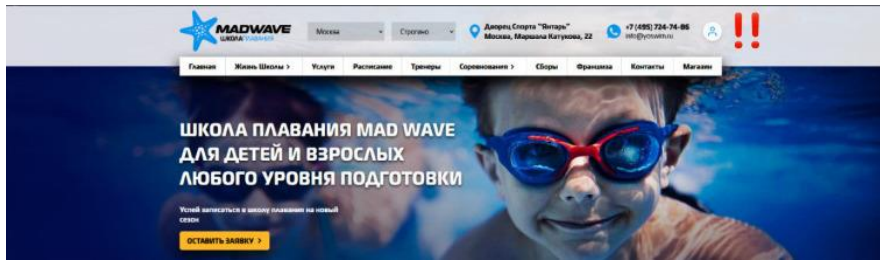 MADWAVE
ШКОЛА ПЛАВАНИЯ
Москва
Строгино
Дворец Спорта "Янтарь"
Москва, Маршала Катукова, 22
+7 (495) 724-74-86
info@yoswim.ru
!!
Главная Жизнь Школы > Услуги Расписание Тренеры Соревнования > Сборы Франшиза Контакты Магазин
ШКОЛА ПЛАВАНИЯ MAD WAVE
ДЛЯ ДЕТЕЙ И ВЗРОСЛЫХ
ЛЮБОГО УРОВНЯ ПОДГОТОВКИ
Успей записаться в школу плавания на новый
сезон
ОСТАВИТЬ ЗАЯВКУ >